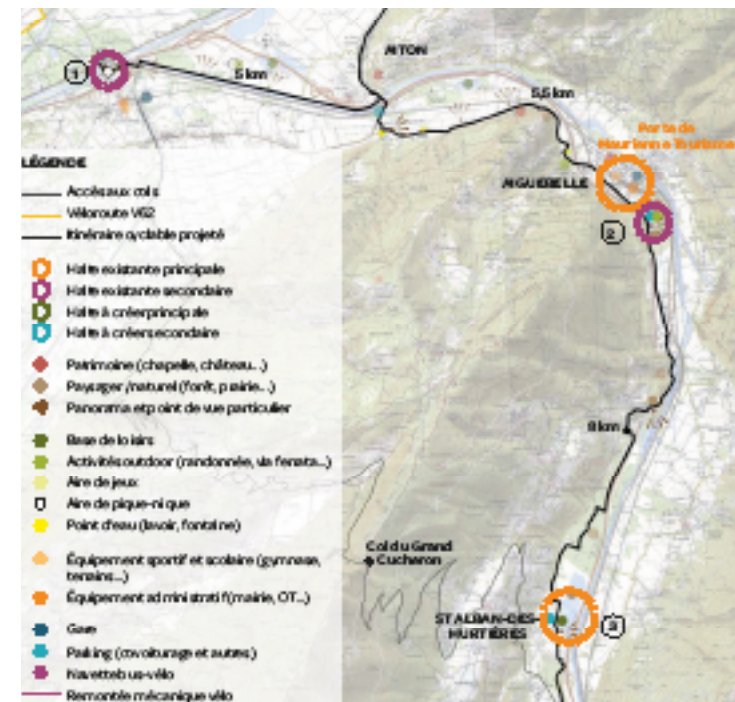 AITON
1
5 km
5,5 km
Porte de
Maurienne Tourisme
AIGUEBELLE
2
8 km
Col du Grand
Cucheron
ST ALBAN-DES-
HURTIÈRES
3
LÉGENDE
Accès aux cols
Véloroute V62
Itinéraire cyclable projeté
Halte existante principale
Halte existante secondaire
Halte à créer principale
Halte à créer secondaire
Patrimoine (chapelle, château...)
Paysager /naturel (forêt, prairie...)
Panorama et point de vue particulier
Base de loisirs
Activités outdoor (randonnée, via ferrata...)
Aire de jeux
Aire de pique-nique
Point d'eau (lavoir, fontaine)
Équipement sportif et scolaire (gymnase,
terrains...)
Équipement administratif (mairie, OT...)
Gare
Parking (covoiturage et autres)
Navette bus-vélo
Remontée mécanique vélo